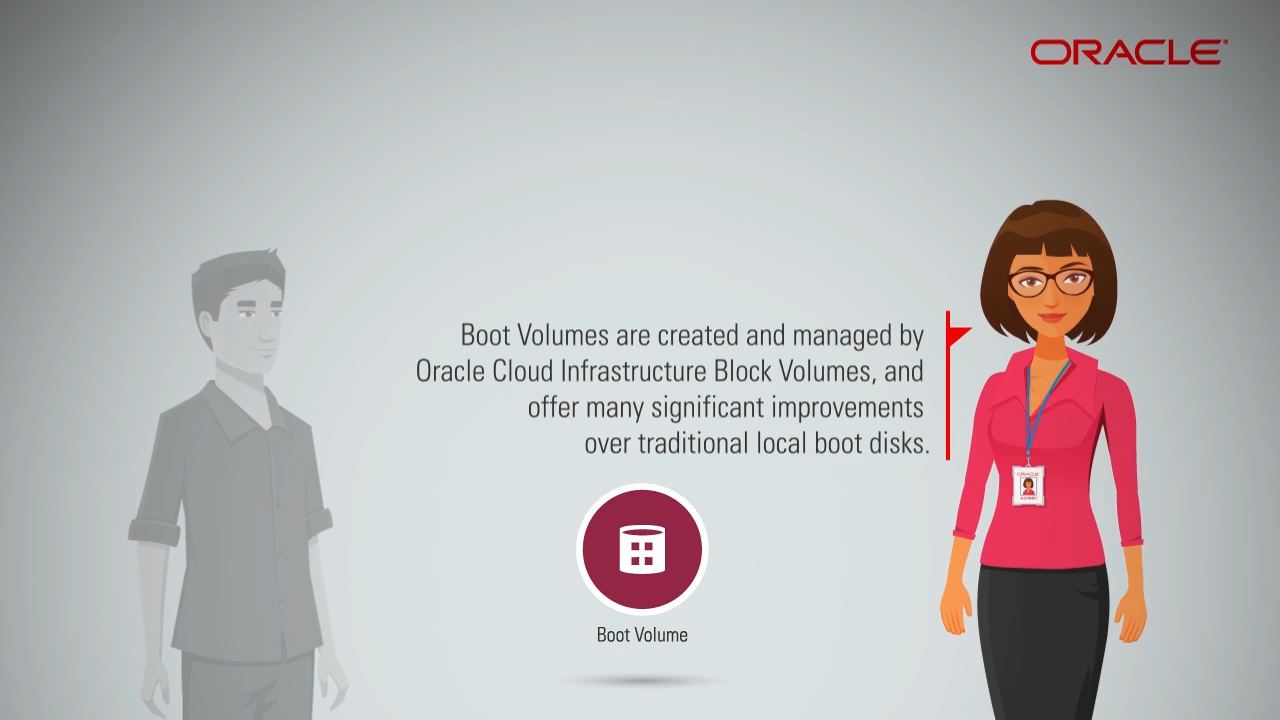 ORACLE
Boot Volumes are created and managed by
Oracle Cloud Infrastructure Block Volumes, and
offer many significant improvements
over traditional local boot disks.
ORACLE
Boot Volume